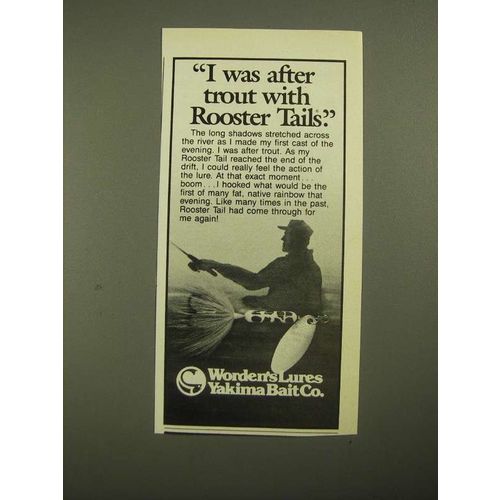 “I was after
trout with
Rooster Tails®.”
The long shadows stretched across
the river as I made my first cast of the
evening. I was after trout. As my
Rooster Tail reached the end of the
drift, I could really feel the action of
the lure. At that exact moment...
boom...I hooked what would be the
first of many fat, native rainbow that
evening. Like many times in the past,
Rooster Tail had come through for
me again!
Worden's Lures
Yakima Bait Co.